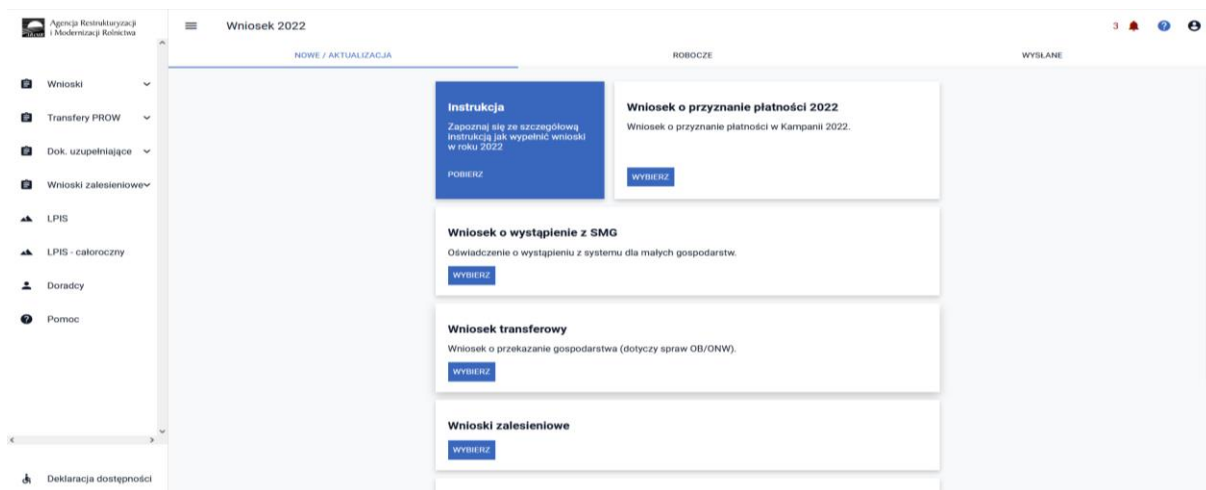 Agencja Restrukturyzacji
i Modernizacji Rolnictwa
Wniosek 2022
3
NOWE / AKTUALIZACJA
ROBOCZE
WYSŁANE
Wnioski
Transfery PROW
Dok. uzupełniające
Wnioski zalesieniowe
LPIS
LPIS - całoroczny
Doradcy
Pomoc
Deklaracja dostępności
Instrukcja
Zapoznaj się ze szczegółową
instrukcją jak wypełnić wnioski
w roku 2022
POBIERZ
Wniosek o przyznanie płatności 2022
Wniosek o przyznanie płatności w Kampanii 2022.
WYBIERZ
Wniosek o wystąpienie z SMG
Oświadczenie o wystąpieniu z systemu dla małych gospodarstw.
WYBIERZ
Wniosek transferowy
Wniosek o przekazanie gospodarstwa (dotyczy spraw OB/ONW).
WYBIERZ
Wnioski zalesieniowe
WYBIERZ